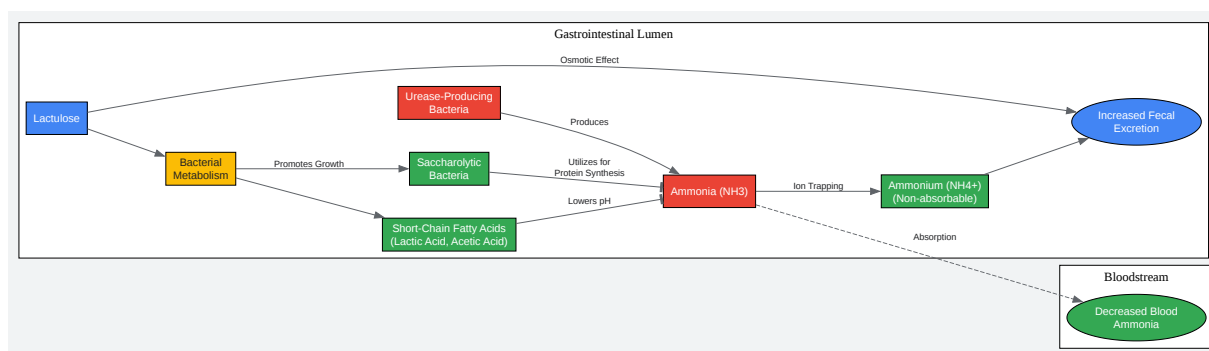 Gastrointestinal Lumen
Osmotic Effect
Lactulose
Urease-Producing
Bacteria
Increased Fecal
Excretion
Produces
Bacterial
Metabolism
Promotes Growth
Saccharolytic
Bacteria
Utilizes for
Protein Synthesis
Ammonia (NH3)
Ion Trapping
Ammonium (NH4+)
(Non-absorbable)
Lowers pH
Short-Chain Fatty Acids
(Lactic Acid, Acetic Acid)
Absorption
Bloodstream
Decreased Blood
Ammonia